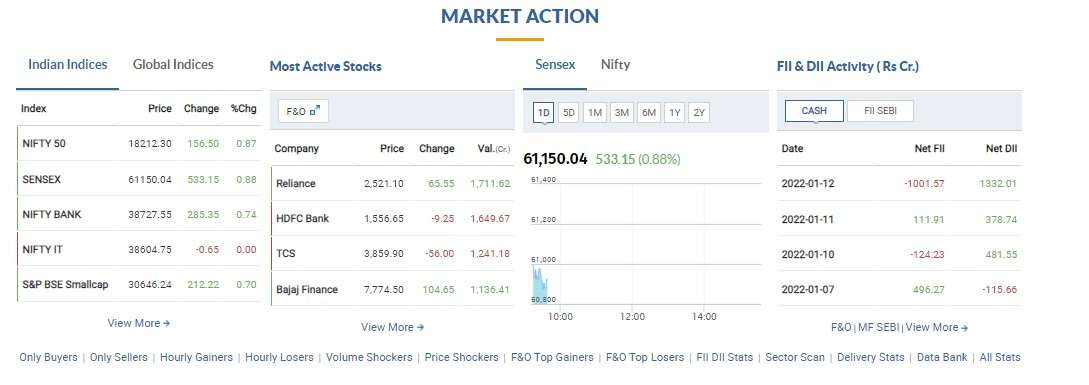 MARKET ACTION
Indian Indices Global Indices
Index Price Change %Chg
NIFTY 50 18212.30 156.50 0.87
SENSEX 61150.04 533.15 0.88
NIFTY BANK 38727.55 285.35 0.74
NIFTY IT 38604.75 -0.65 0.00
S&P BSE Smallcap 30646.24 212.22 0.70
View More →
Most Active Stocks
F&O
Company Price Change Val.(Cr.)
Reliance 2,521.10 65.55 1,711.62
HDFC Bank 1,556.65 -9.25 1,649.67
TCS 3,859.90 -56.00 1,241.18
Bajaj Finance 7,774.50 104.65 1,136.41
View More →
Sensex Nifty
1D 5D 1M 3M 6M 1Y 2Y
61,150.04 533.15 (0.88%)
61,400
61,200
61,000
60,800
10:00 12:00 14:00
FII & DII Activity ( Rs Cr.)
CASH FII SEBI
Date Net FII Net DII
2022-01-12 -1001.57 1332.01
2022-01-11 111.91 378.74
2022-01-10 -124.23 481.55
2022-01-07 496.27 -115.66
F&O | MF SEBI | View More →
Only Buyers | Only Sellers | Hourly Gainers | Hourly Losers | Volume Shockers | Price Shockers | F&O Top Gainers | F&O Top Losers | FII DII Stats | Sector Scan | Delivery Stats | Data Bank | All Stats